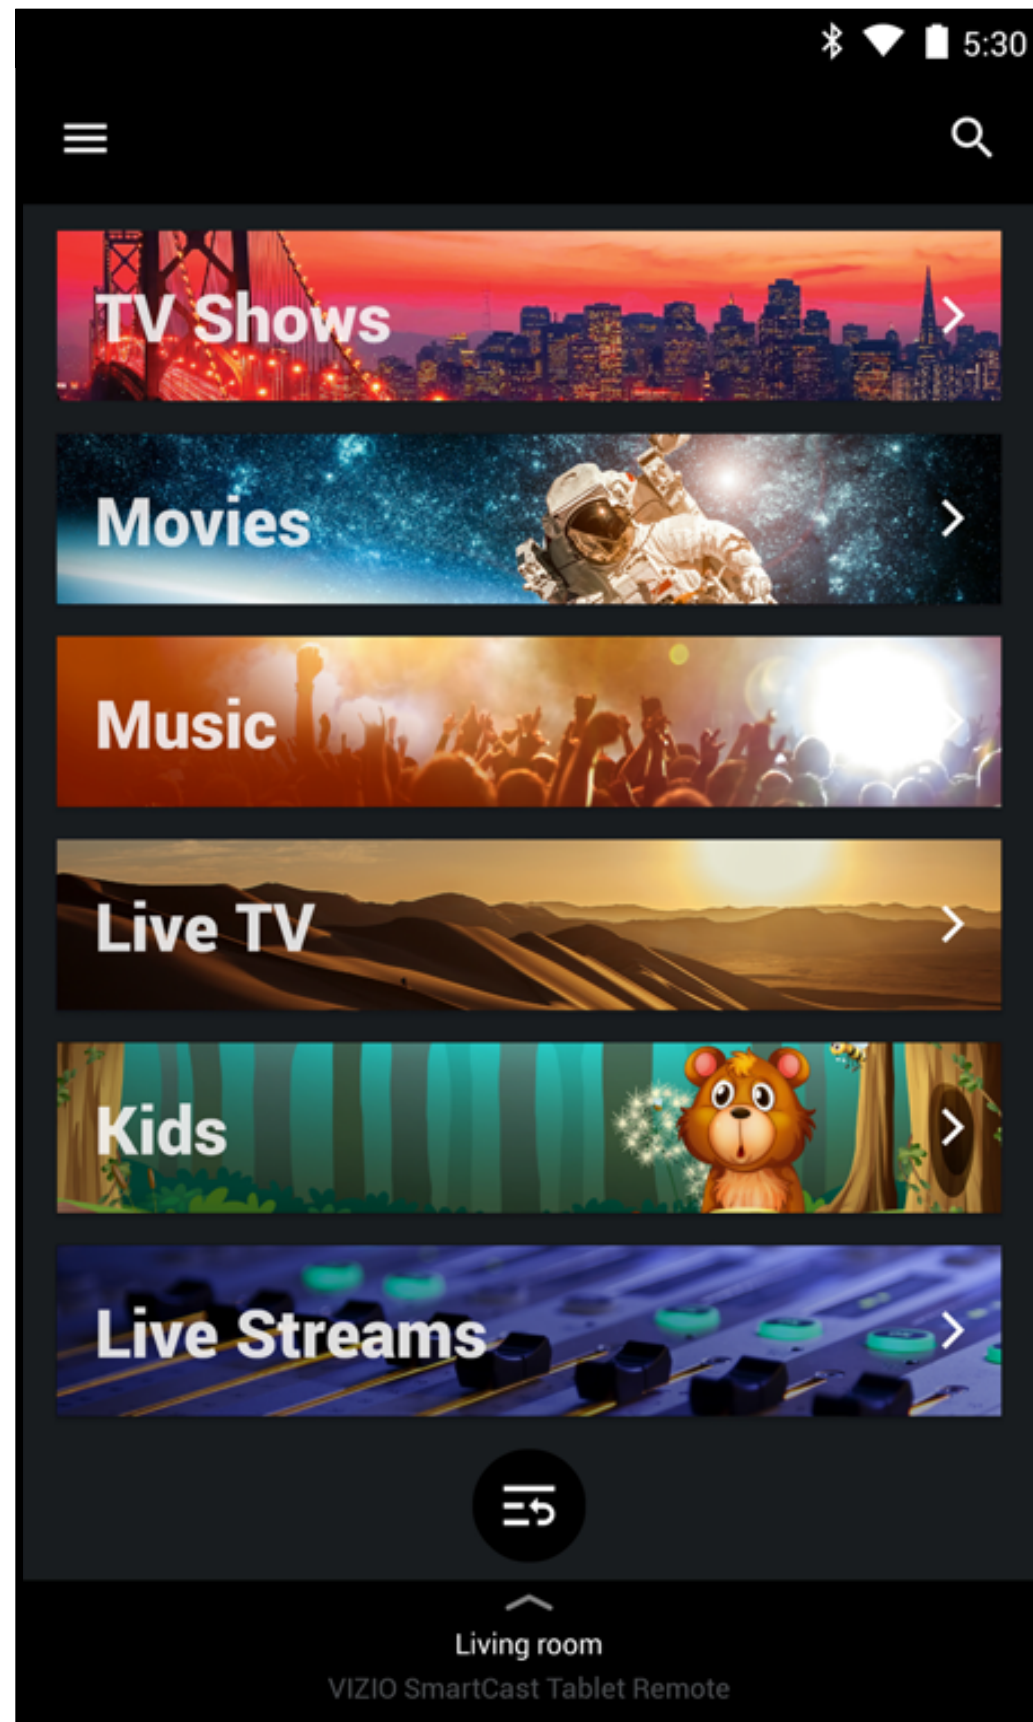 5:30
TV Shows
Movies
Music
Live TV
Kids
Live Streams
Living room
VIZIO SmartCast Tablet Remote